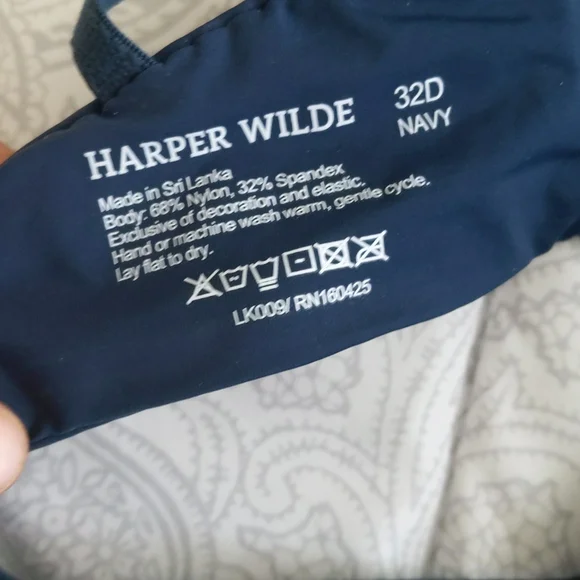 HARPER WILDE
32D
NAVY
Made in Sri Lanka
Body: 68% Nylon, 32% Spandex
Exclusive of decoration and elastic.
Hand or machine wash warm, gentle cycle.
Lay flat to dry.
LK009/ RN160425